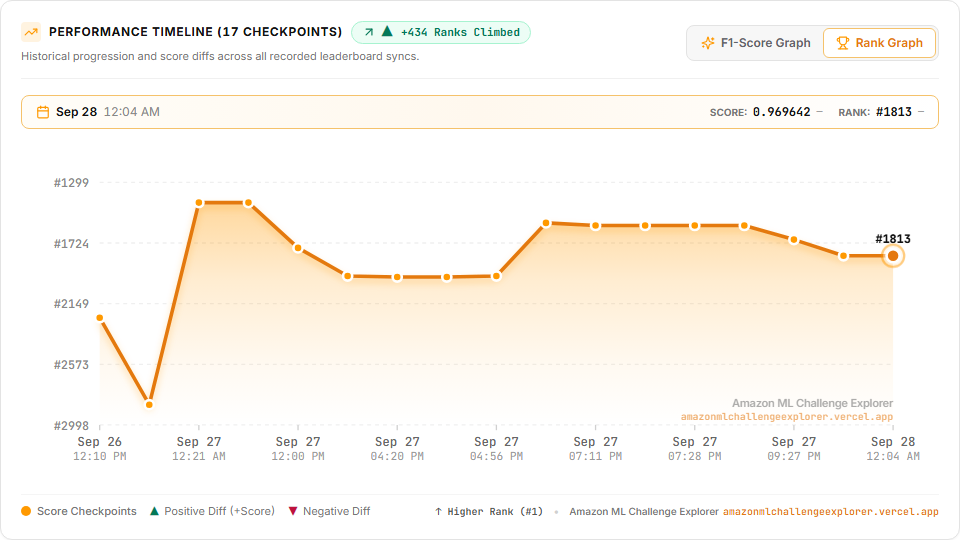 PERFORMANCE TIMELINE (17 CHECKPOINTS) ▲ +434 Ranks Climbed
Historical progression and score diffs across all recorded leaderboard syncs.
F1-Score Graph Rank Graph
Sep 28 12:04 AM SCORE: 0.969642 – RANK: #1813 –
#1299
#1724
#2149
#2573
#2998
#1813
Amazon ML Challenge Explorer
amazonmlchallengeexplorer.vercel.app
Sep 26 Sep 27 Sep 27 Sep 27 Sep 27 Sep 27 Sep 27 Sep 27 Sep 28
12:10 PM 12:21 AM 12:00 PM 04:20 PM 04:56 PM 07:11 PM 07:28 PM 09:27 PM 12:04 AM
Score Checkpoints ▲ Positive Diff (+Score) ▼ Negative Diff ↑ Higher Rank (#1) • Amazon ML Challenge Explorer amazonmlchallengeexplorer.vercel.app